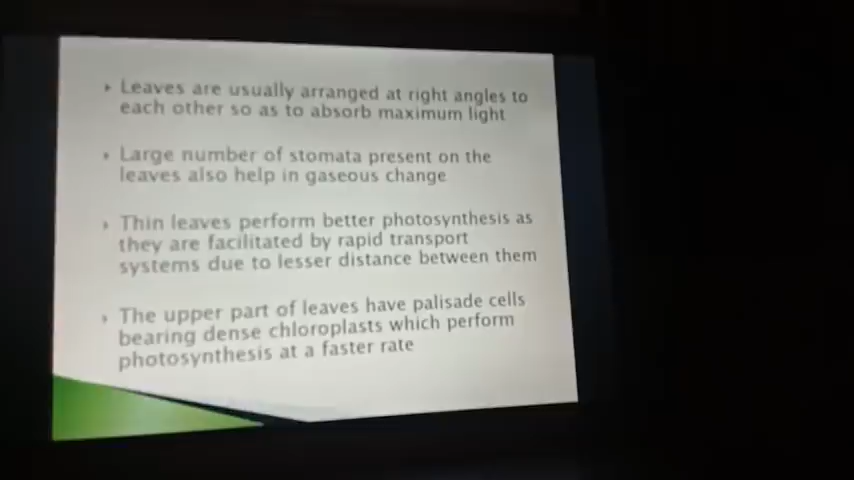 Leaves are usually arranged at right angles to
each other so as to absorb maximum light
Large number of stomata present on the
leaves also help in gaseous change
Thin leaves perform better photosynthesis as
they are facilitated by rapid transport
systems due to lesser distance between them
The upper part of leaves have palisade cells
bearing dense chloroplasts which perform
photosynthesis at a faster rate